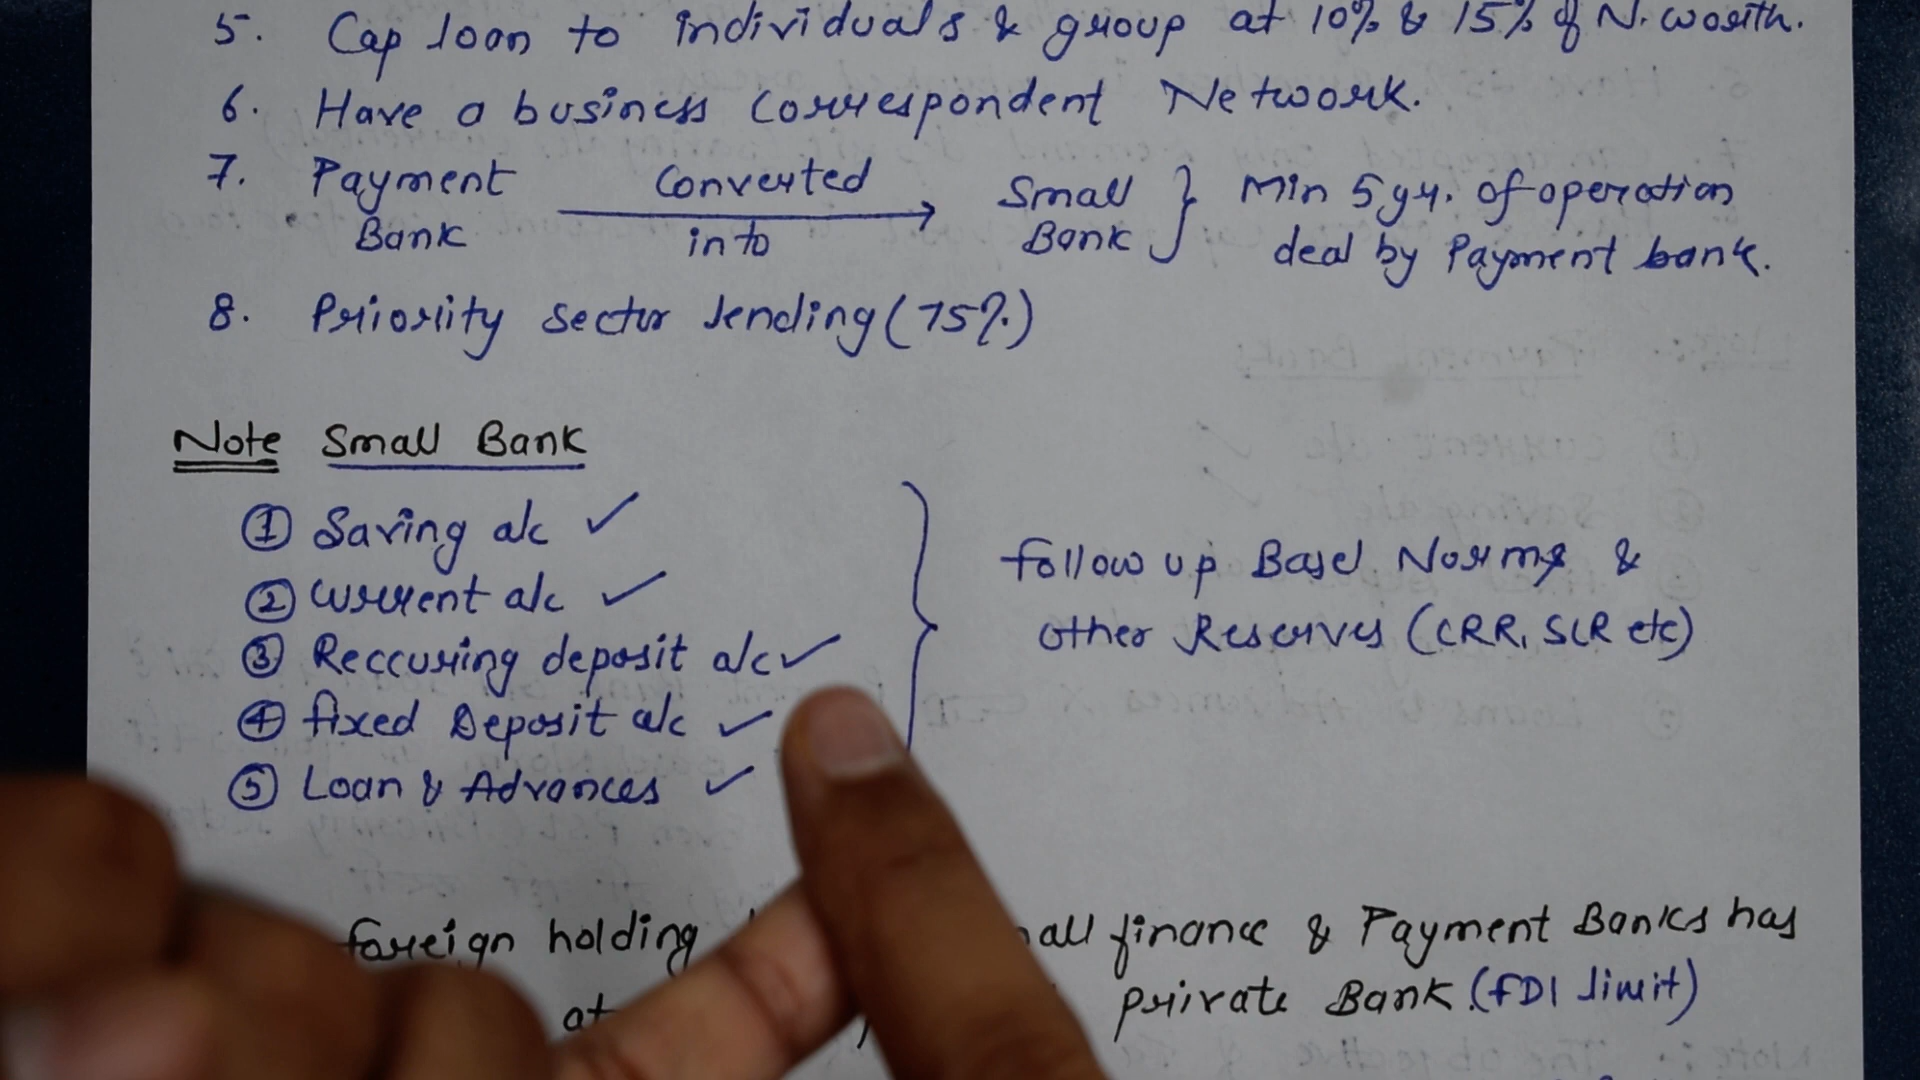 5. Cap loan to individuals & group at 10% & 15% of N. worth.
6. Have a business correspondent Network.
7. Payment Bank Converted into Small Bank } Min 5 yr. of operation
deal by Payment bank.
8. Priority sector lending (75%)
Note Small Bank
① Saving a/c ✓
② current a/c ✓
③ Reccuring deposit a/c ✓
④ fixed Deposit a/c ✓
⑤ Loan & Advances ✓
follow up Basel Norms &
other Reserves (CRR, SLR etc)
foreign holding all finance & Payment Banks has
at private Bank. (FDI limit)